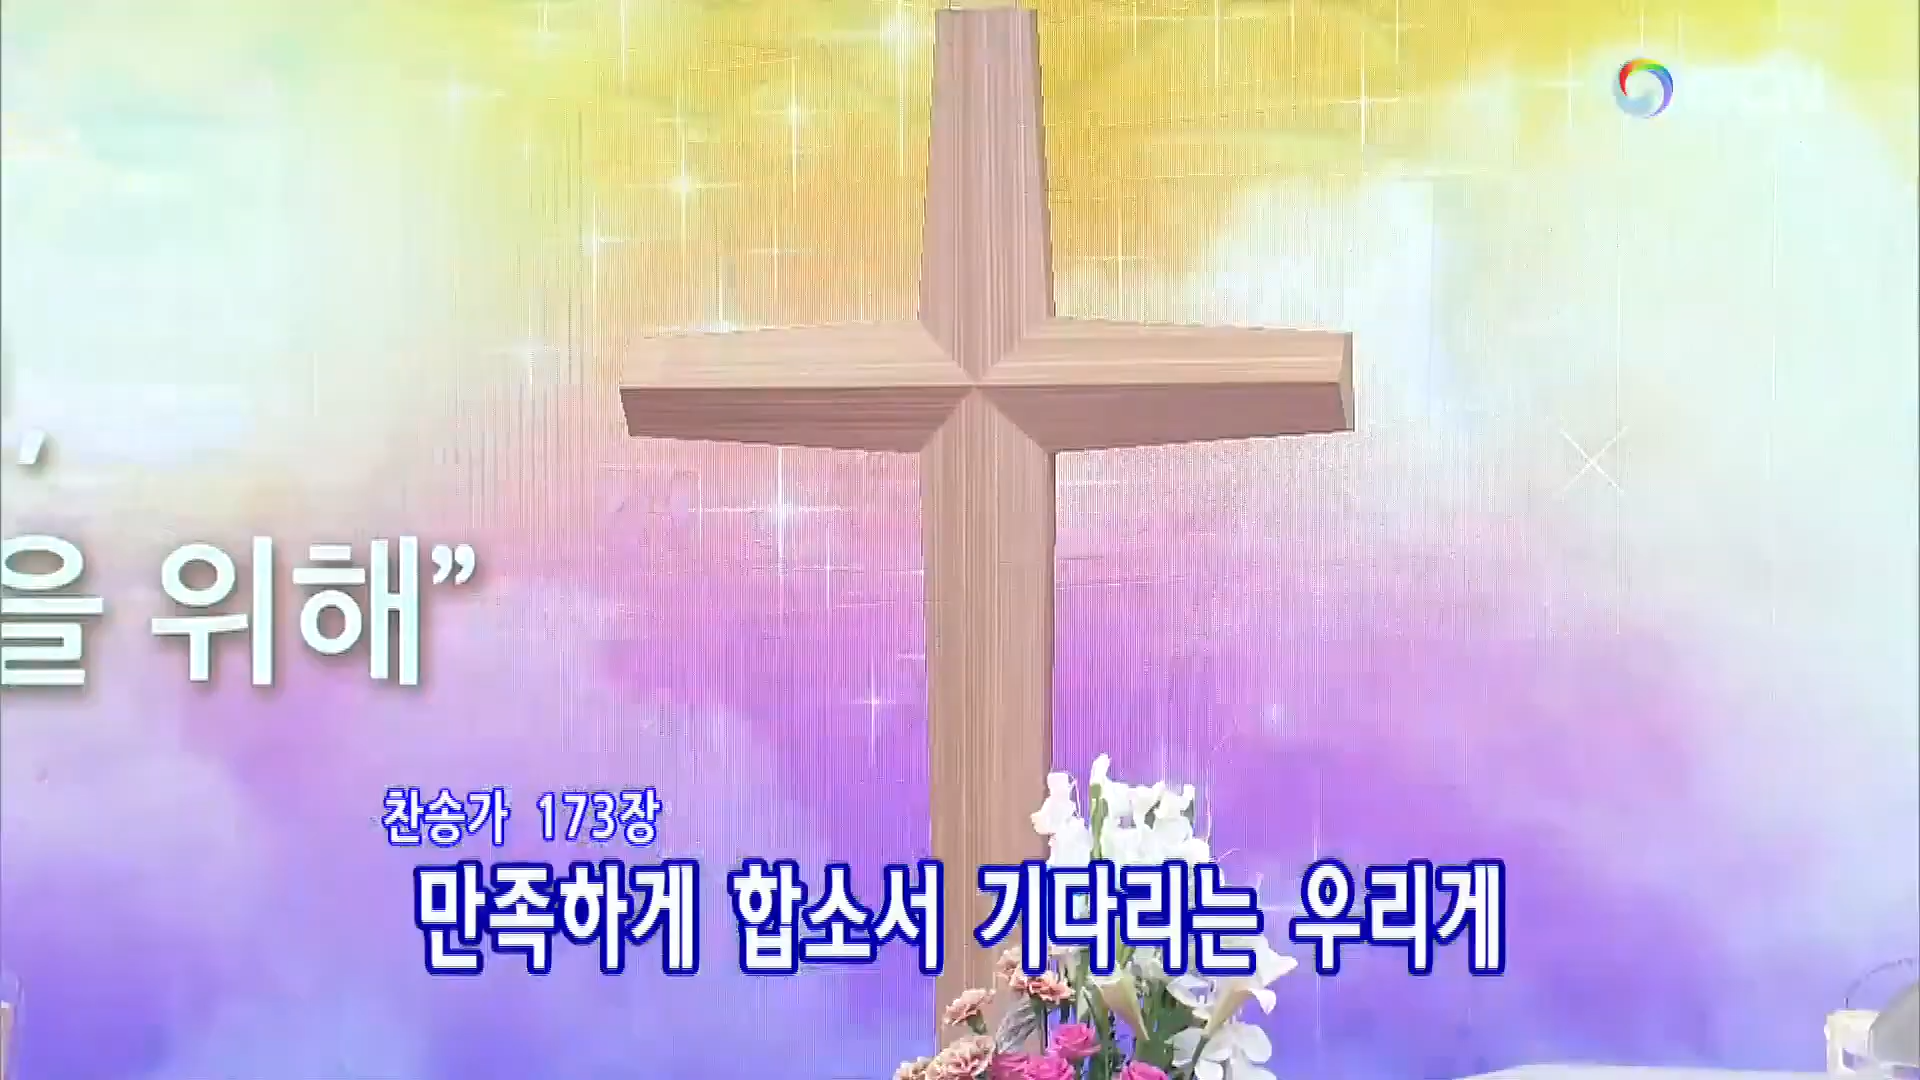 을 위해”
찬송가 173장
만족하게 합소서 기다리는 우리게